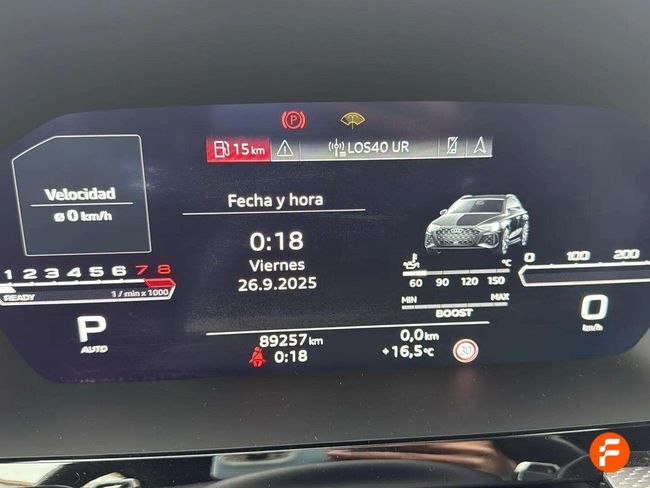 P
15 km
LOS40 UR
Velocidad
ø 0 km/h
Fecha y hora
0:18
Viernes
26.9.2025
1 2 3 4 5 6 7 8
READY 1 / min x 1000
P
AUTO
60 90 120 150 °C
MIN MAX
BOOST
0 100 200
0
km/h
89257 km
0,0 km
0:18
+16,5 °C
30